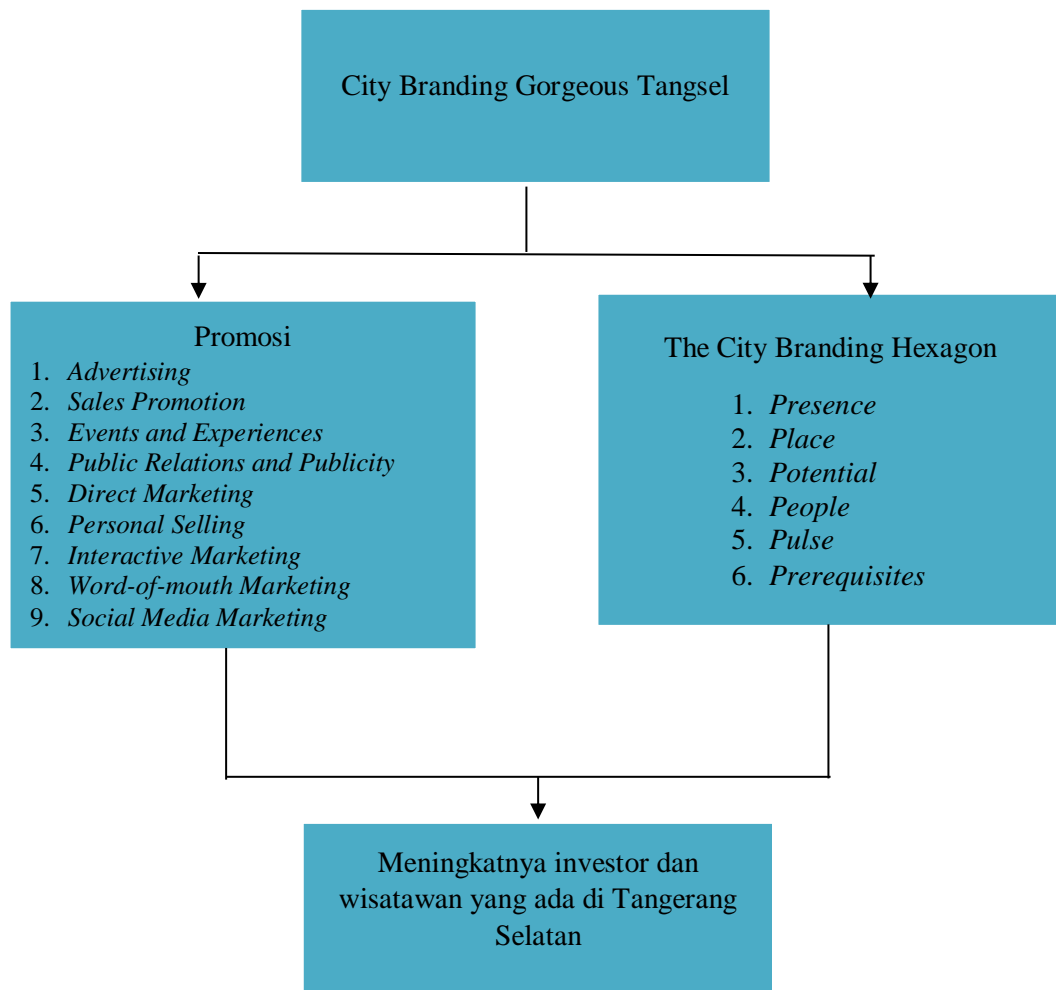 City Branding Gorgeous Tangsel
Promosi
1. Advertising
2. Sales Promotion
3. Events and Experiences
4. Public Relations and Publicity
5. Direct Marketing
6. Personal Selling
7. Interactive Marketing
8. Word-of-mouth Marketing
9. Social Media Marketing
The City Branding Hexagon
1. Presence
2. Place
3. Potential
4. People
5. Pulse
6. Prerequisites
Meningkatnya investor dan
wisatawan yang ada di Tangerang
Selatan